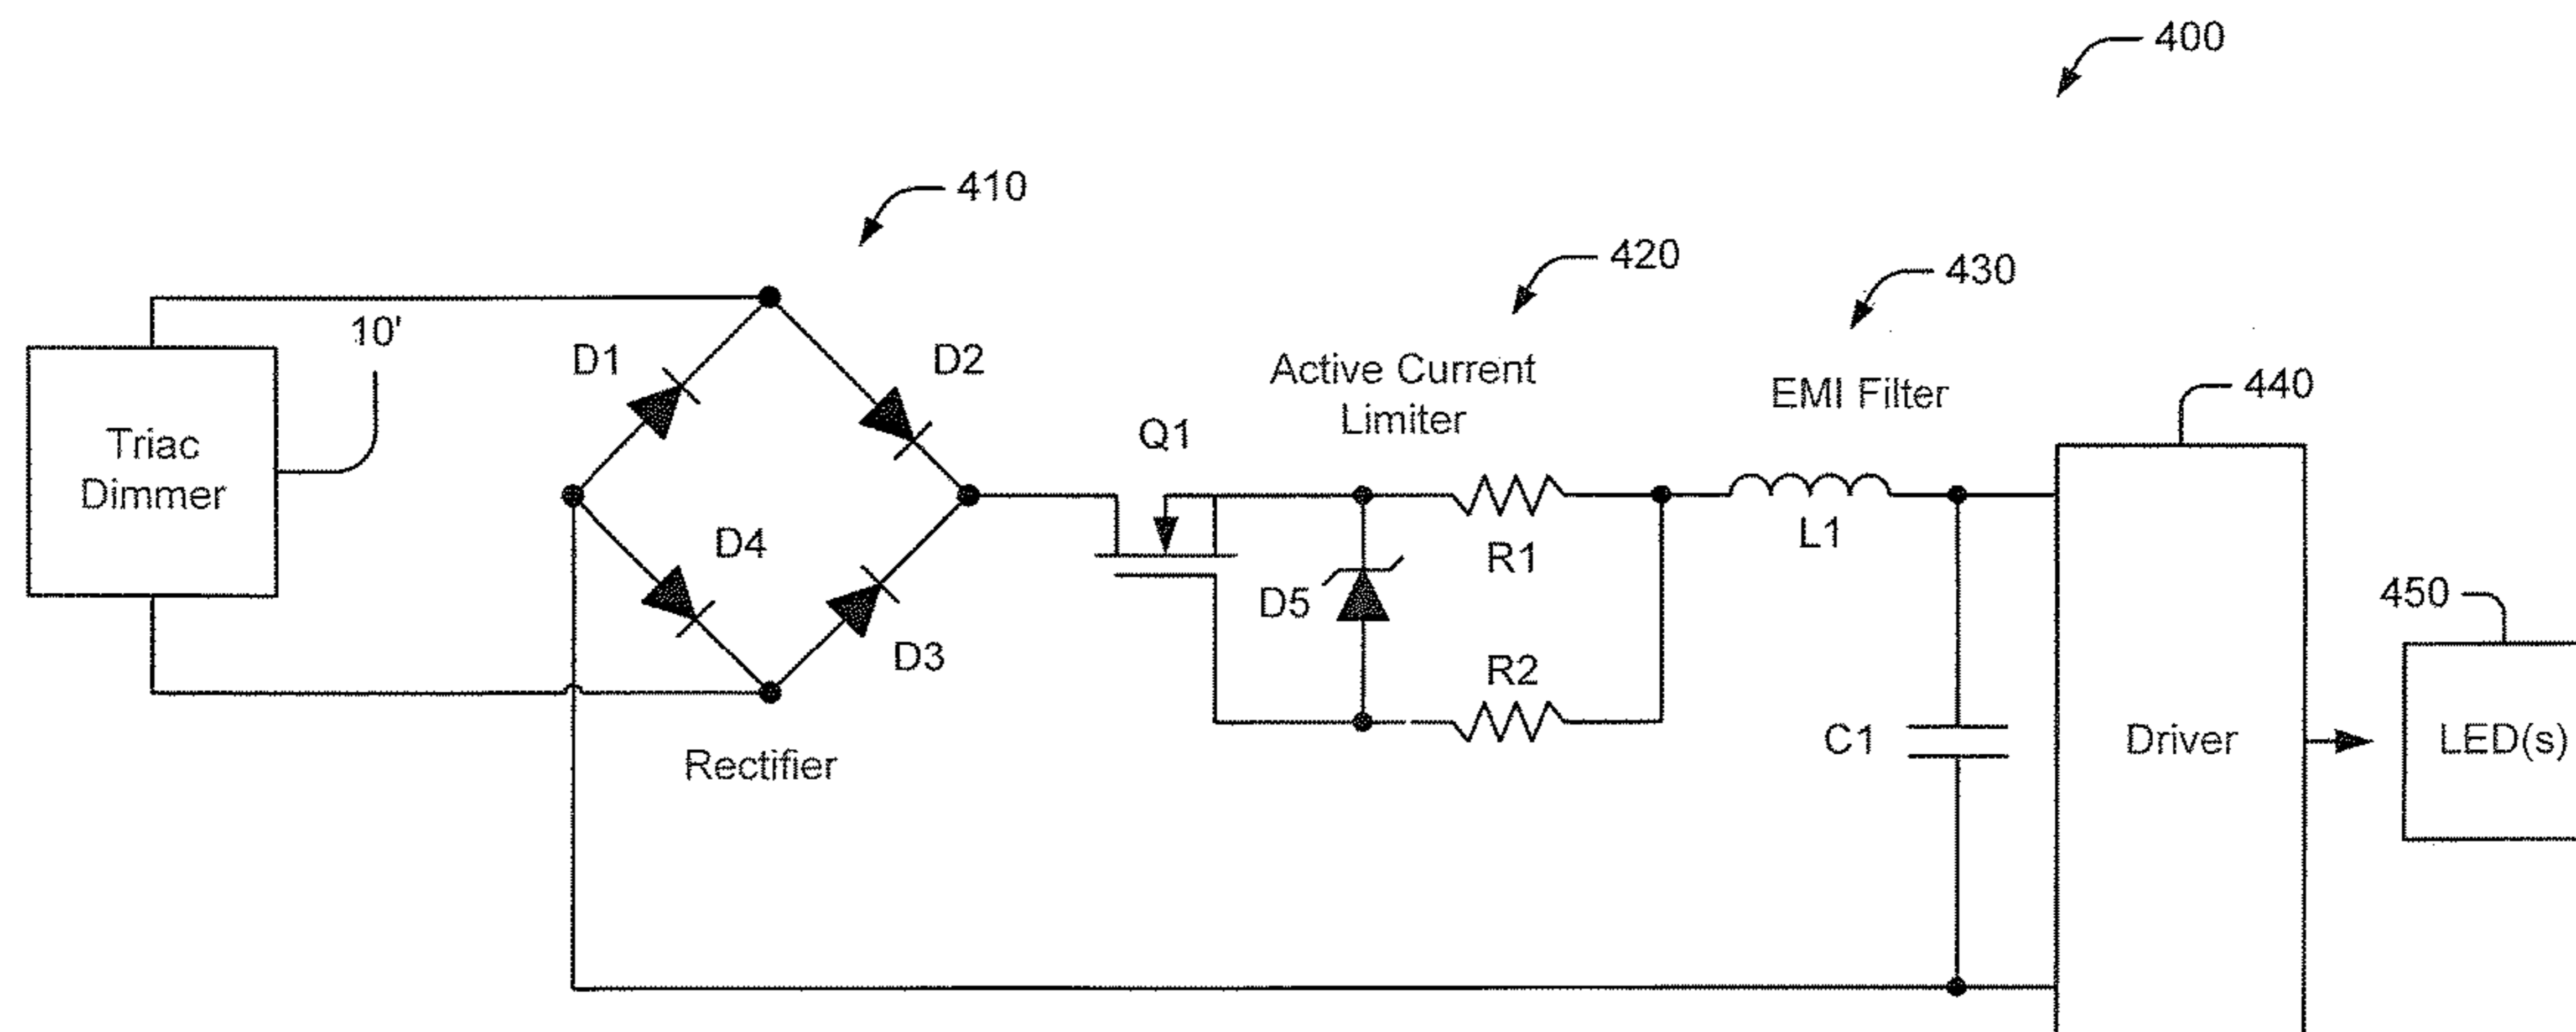 400
410
420
430
10'
D1
D2
Active Current
Limiter
EMI Filter
440
Q1
Triac
Dimmer
D4
L1
R1
D5
450
D3
R2
Rectifier
C1
Driver
LED(s)